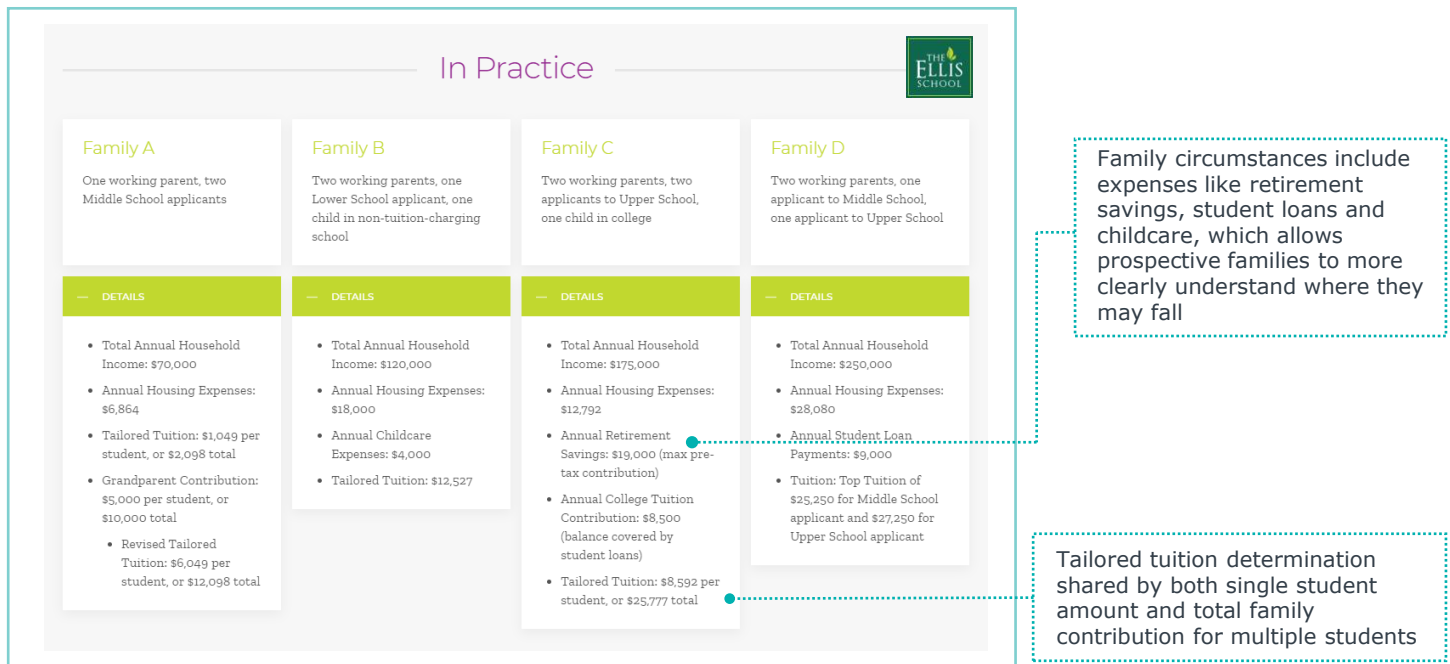 In Practice
THE
ELLIS
SCHOOL
Family A
One working parent, two
Middle School applicants
Family B
Two working parents, one
Lower School applicant, one
child in non-tuition-charging
school
Family C
Two working parents, two
applicants to Upper School,
one child in college
Family D
Two working parents, one
applicant to Middle School,
one applicant to Upper School
— DETAILS
• Total Annual Household
Income: $70,000
• Annual Housing Expenses:
$6,864
• Tailored Tuition: $1,049 per
student, or $2,098 total
• Grandparent Contribution:
$5,000 per student, or
$10,000 total
• Revised Tailored
Tuition: $6,049 per
student, or $12,098 total
— DETAILS
• Total Annual Household
Income: $120,000
• Annual Housing Expenses:
$18,000
• Annual Childcare
Expenses: $4,000
• Tailored Tuition: $12,527
— DETAILS
• Total Annual Household
Income: $175,000
• Annual Housing Expenses:
$12,792
• Annual Retirement
Savings: $19,000 (max pre-
tax contribution)
• Annual College Tuition
Contribution: $8,500
(balance covered by
student loans)
• Tailored Tuition: $8,592 per
student, or $25,777 total
— DETAILS
• Total Annual Household
Income: $250,000
• Annual Housing Expenses:
$28,080
• Annual Student Loan
Payments: $9,000
• Tuition: Top Tuition of
$25,250 for Middle School
applicant and $27,250 for
Upper School applicant
Family circumstances include
expenses like retirement
savings, student loans and
childcare, which allows
prospective families to more
clearly understand where they
may fall
Tailored tuition determination
shared by both single student
amount and total family
contribution for multiple students